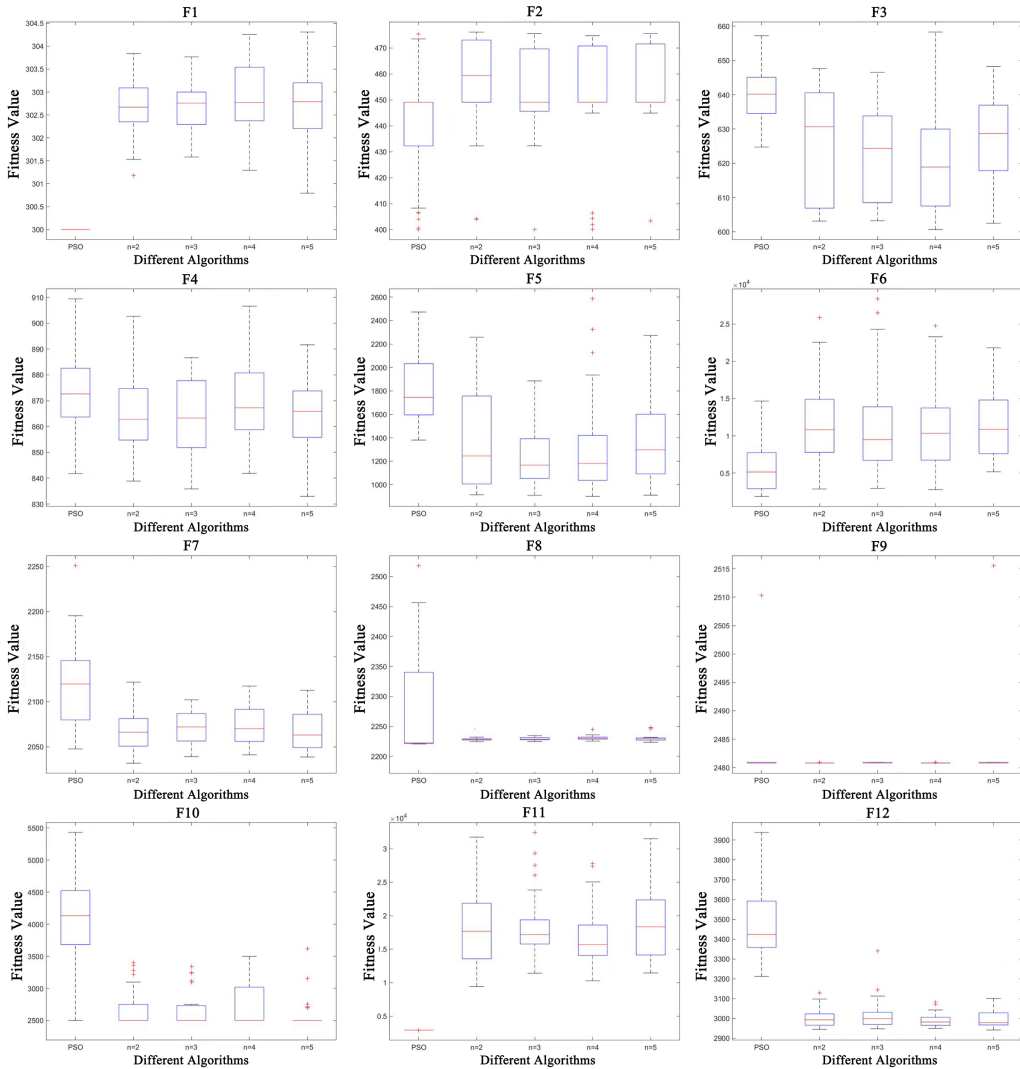 F1
304.5
304
303.5
303
302.5
302
301.5
301
300.5
300
Fitness Value
PSO n=2 n=3 n=4 n=5
Different Algorithms
F2
470
460
450
440
430
420
410
400
Fitness Value
PSO n=2 n=3 n=4 n=5
Different Algorithms
F3
660
650
640
630
620
610
600
Fitness Value
PSO n=2 n=3 n=4 n=5
Different Algorithms
F4
910
900
890
880
870
860
850
840
830
Fitness Value
PSO n=2 n=3 n=4 n=5
Different Algorithms
F5
2600
2400
2200
2000
1800
1600
1400
1200
1000
Fitness Value
PSO n=2 n=3 n=4 n=5
Different Algorithms
F6
×10⁴
2.5
2
1.5
1
0.5
Fitness Value
PSO n=2 n=3 n=4 n=5
Different Algorithms
F7
2250
2200
2150
2100
2050
Fitness Value
PSO n=2 n=3 n=4 n=5
Different Algorithms
F8
2500
2450
2400
2350
2300
2250
2200
Fitness Value
PSO n=2 n=3 n=4 n=5
Different Algorithms
F9
2515
2510
2505
2500
2495
2490
2485
2480
Fitness Value
PSO n=2 n=3 n=4 n=5
Different Algorithms
F10
5500
5000
4500
4000
3500
3000
2500
Fitness Value
PSO n=2 n=3 n=4 n=5
Different Algorithms
F11
×10⁴
3
2.5
2
1.5
1
0.5
Fitness Value
PSO n=2 n=3 n=4 n=5
Different Algorithms
F12
3900
3800
3700
3600
3500
3400
3300
3200
3100
3000
2900
Fitness Value
PSO n=2 n=3 n=4 n=5
Different Algorithms